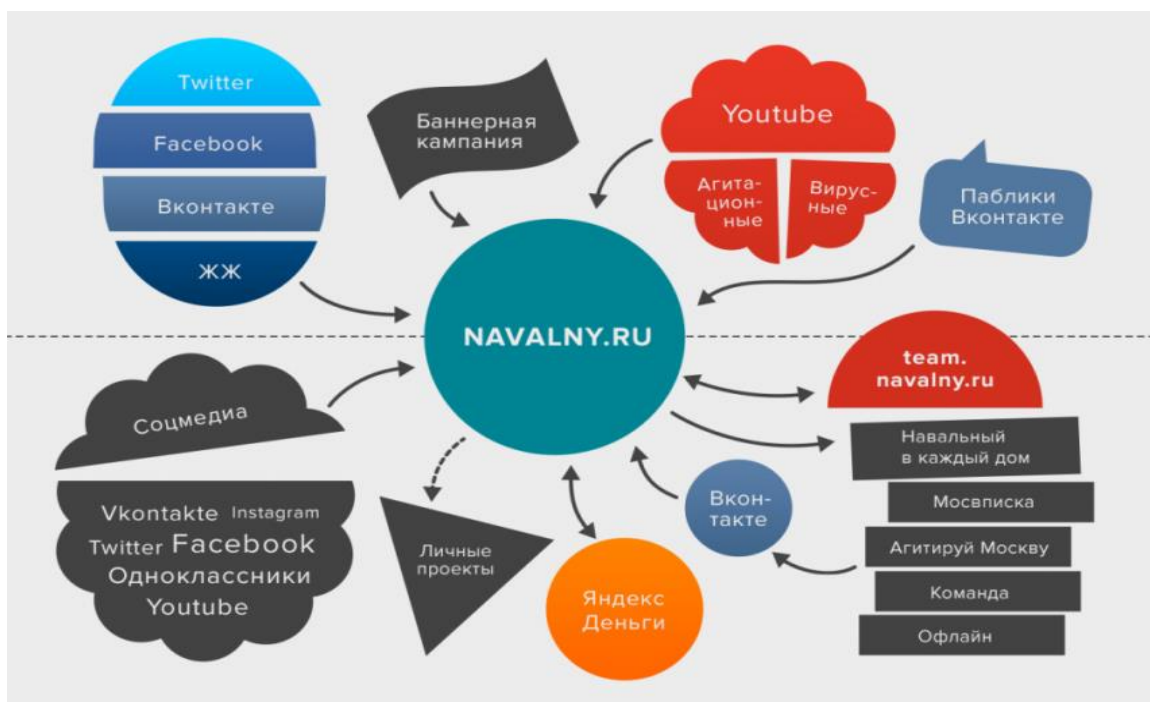 Twitter
Facebook
Вконтакте
ЖЖ
Баннерная
кампания
Youtube
Агита-
цион-
ные
Вирус-
ные
Паблики
Вконтакте
NAVALNY.RU
Соцмедиа
Vkontakte Instagram
Twitter Facebook
Одноклассники
Youtube
Личные
проекты
Яндекс
Деньги
Вкон-
такте
team.
navalny.ru
Навальный
в каждый дом
Мосвписка
Агитируй Москву
Команда
Офлайн